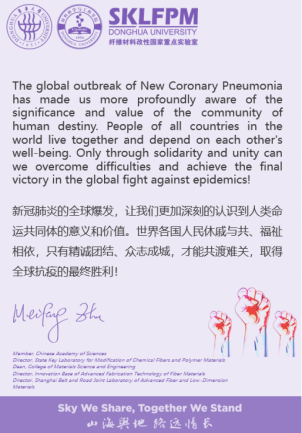 SKLFPM
DONGHUA UNIVERSITY
纤维材料改性国家重点实验室
The global outbreak of New Coronary Pneumonia
has made us more profoundly aware of the
significance and value of the community of
human destiny. People of all countries in the
world live together and depend on each other's
well-being. Only through solidarity and unity can
we overcome difficulties and achieve the final
victory in the global fight against epidemics!
新冠肺炎的全球爆发，让我们更加深刻的认识到人类命
运共同体的意义和价值。世界各国人民休戚与共、福祉
相依，只有精诚团结、众志成城，才能共渡难关，取得
全球抗疫的最终胜利！
Meifang Zhu
Member, Chinese Academy of Sciences
Director, State Key Laboratory for Modification of Chemical Fibers and Polymer Materials
Dean, College of Materials Science and Engineering
Director, Innovation Base of Advanced Fabrication Technology of Fiber Materials
Director, Shanghai Belt and Road Joint Laboratory of Advanced Fiber and Low-Dimension
Materials
Sky We Share, Together We Stand
山海与地 路远情长